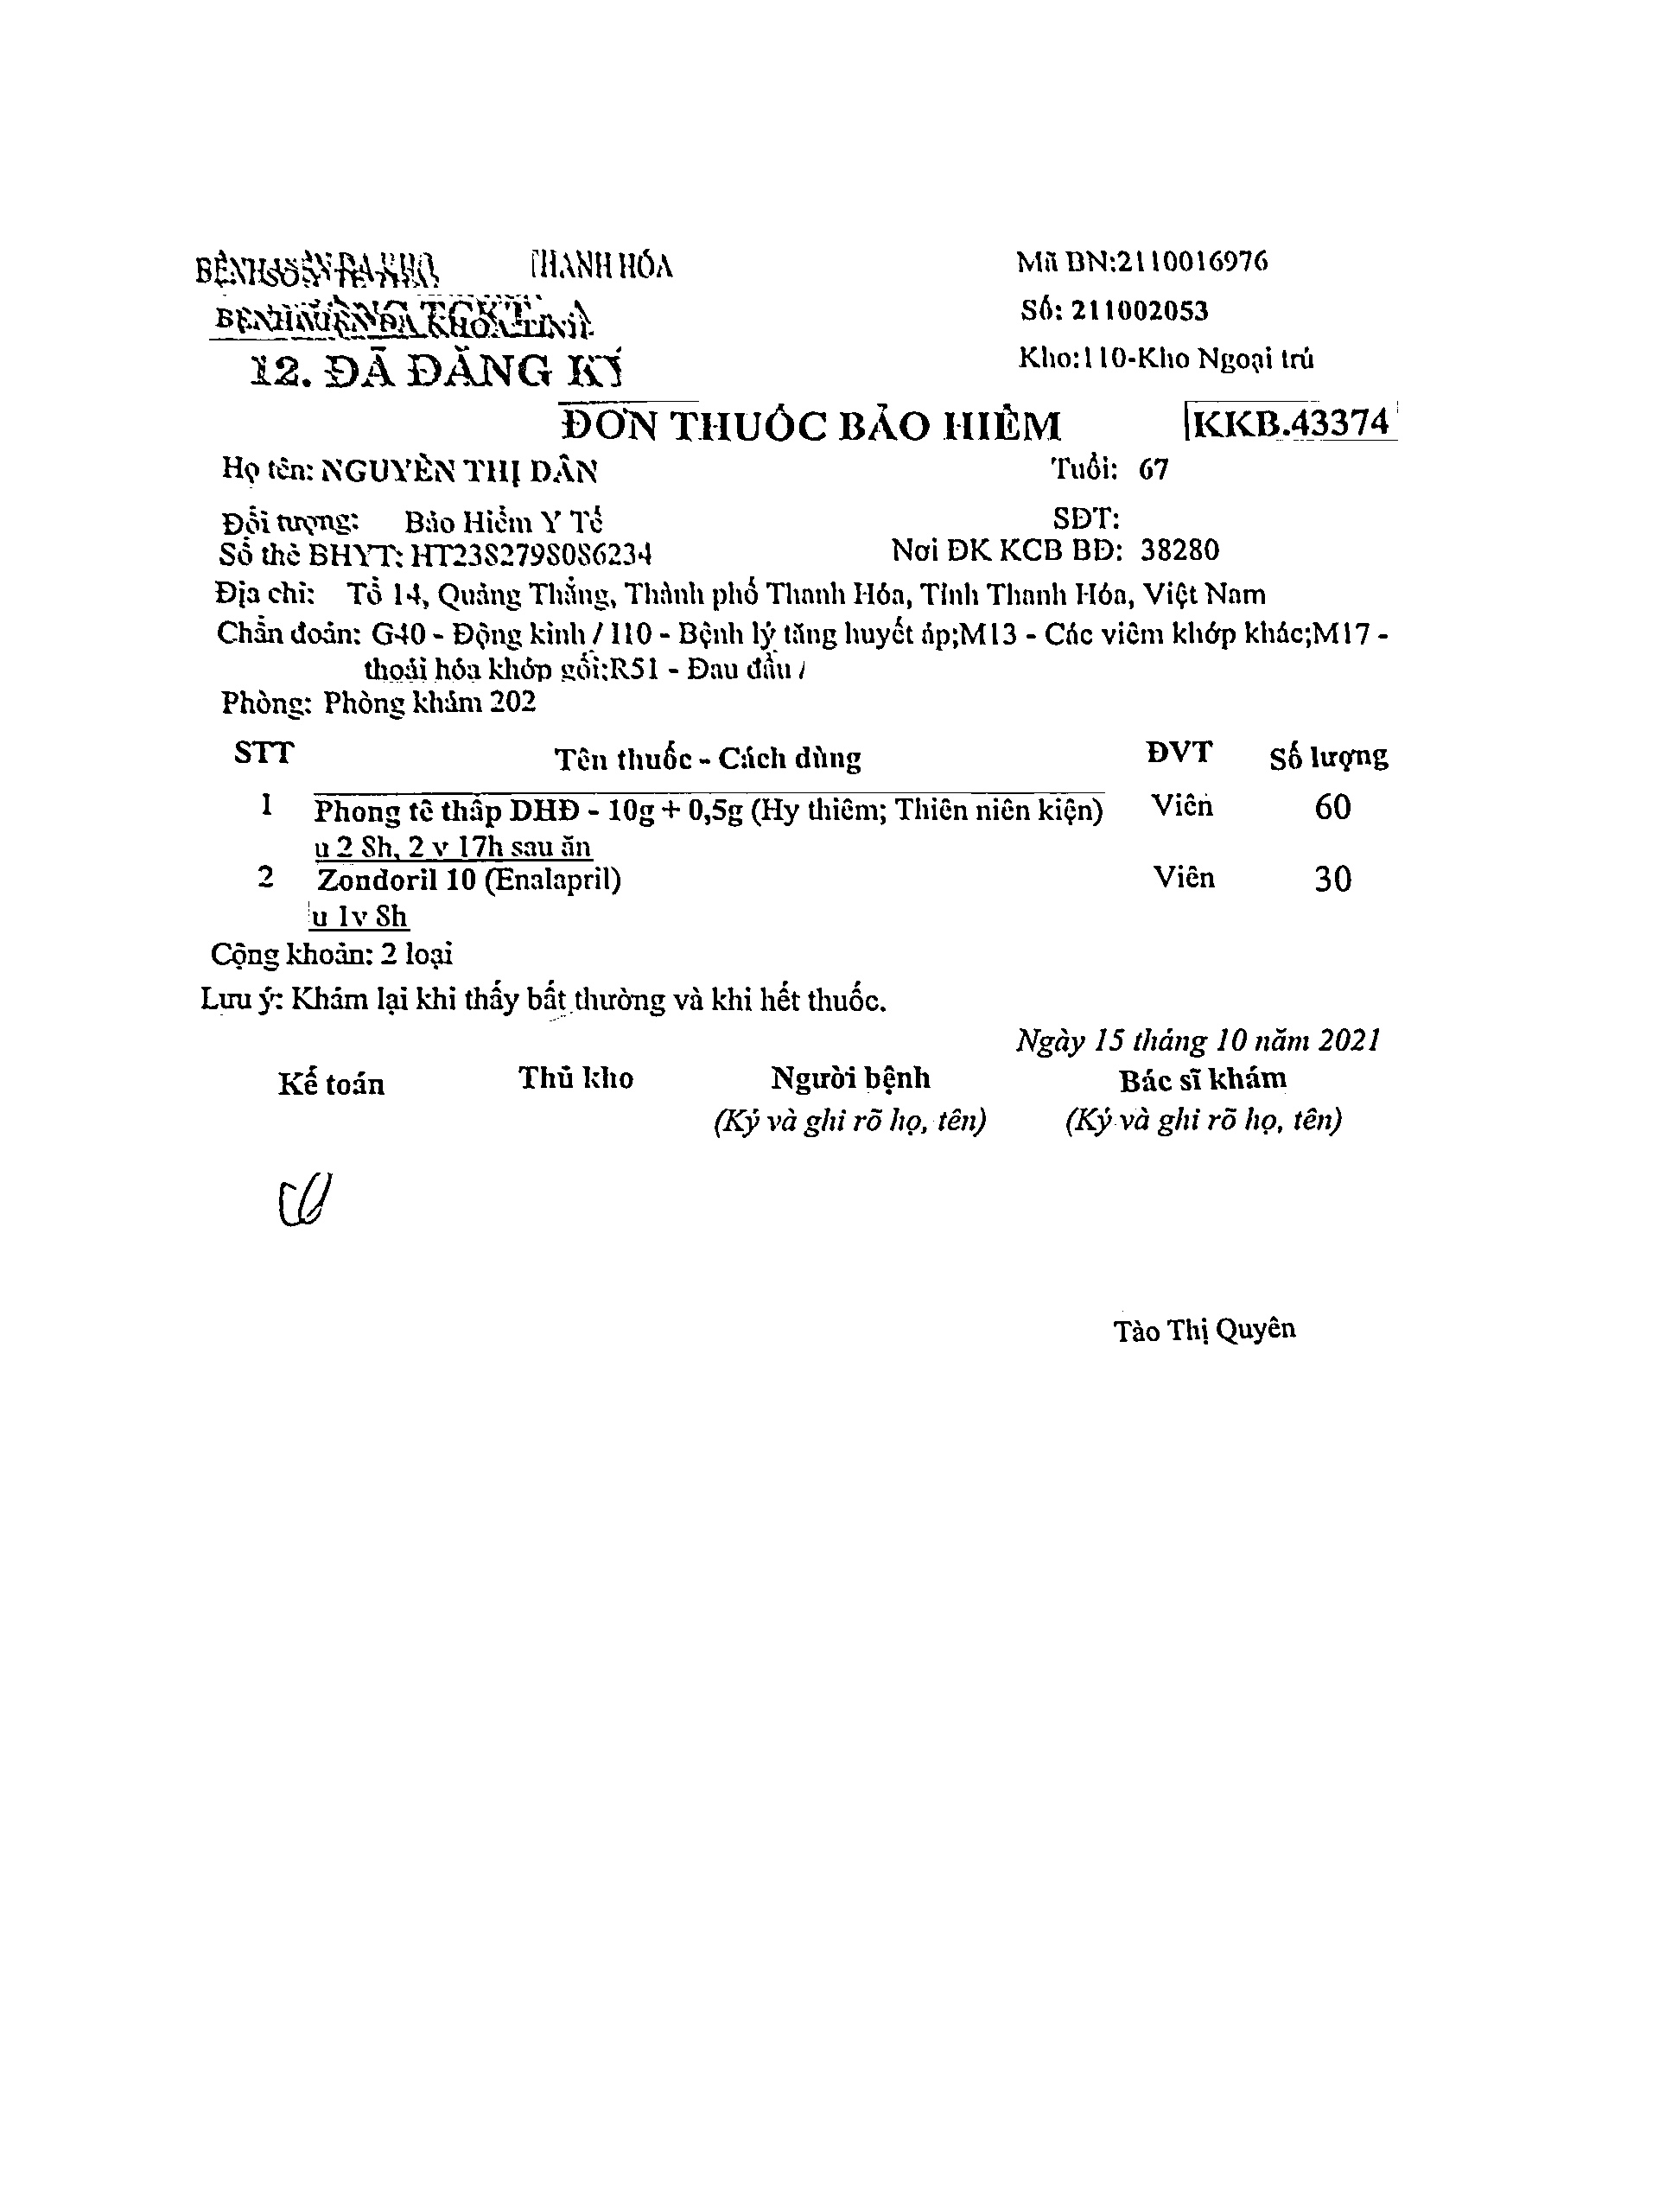 THANH HÓA
Mã BN:2110016976
Số: 211002053
12. ĐÃ ĐĂNG KÝ
Kho:110-Kho Ngoại trú
ĐƠN THUỐC BẢO HIỂM
KKB.43374
Họ tên: NGUYỄN THỊ DÂN Tuổi: 67
Đối tượng: Bảo Hiểm Y Tế SĐT:
Số thẻ BHYT: HT2382798086234 Nơi ĐK KCB BĐ: 38280
Địa chỉ: Tổ 14, Quảng Thắng, Thành phố Thanh Hóa, Tỉnh Thanh Hóa, Việt Nam
Chẩn đoán: G40 - Động kinh / I10 - Bệnh lý tăng huyết áp;M13 - Các viêm khớp khác;M17 -
thoái hóa khớp gối;R51 - Đau đầu /
Phòng: Phòng khám 202
STT Tên thuốc - Cách dùng ĐVT Số lượng
1 Phong tê thấp DHĐ - 10g + 0,5g (Hy thiêm; Thiên niên kiện) Viên 60
u 2 8h, 2 v 17h sau ăn
2 Zondoril 10 (Enalapril) Viên 30
u 1v 8h
Cộng khoản: 2 loại
Lưu ý: Khám lại khi thấy bất thường và khi hết thuốc.
Ngày 15 tháng 10 năm 2021
Kế toán Thủ kho Người bệnh Bác sĩ khám
(Ký và ghi rõ họ, tên) (Ký và ghi rõ họ, tên)
Tào Thị Quyên